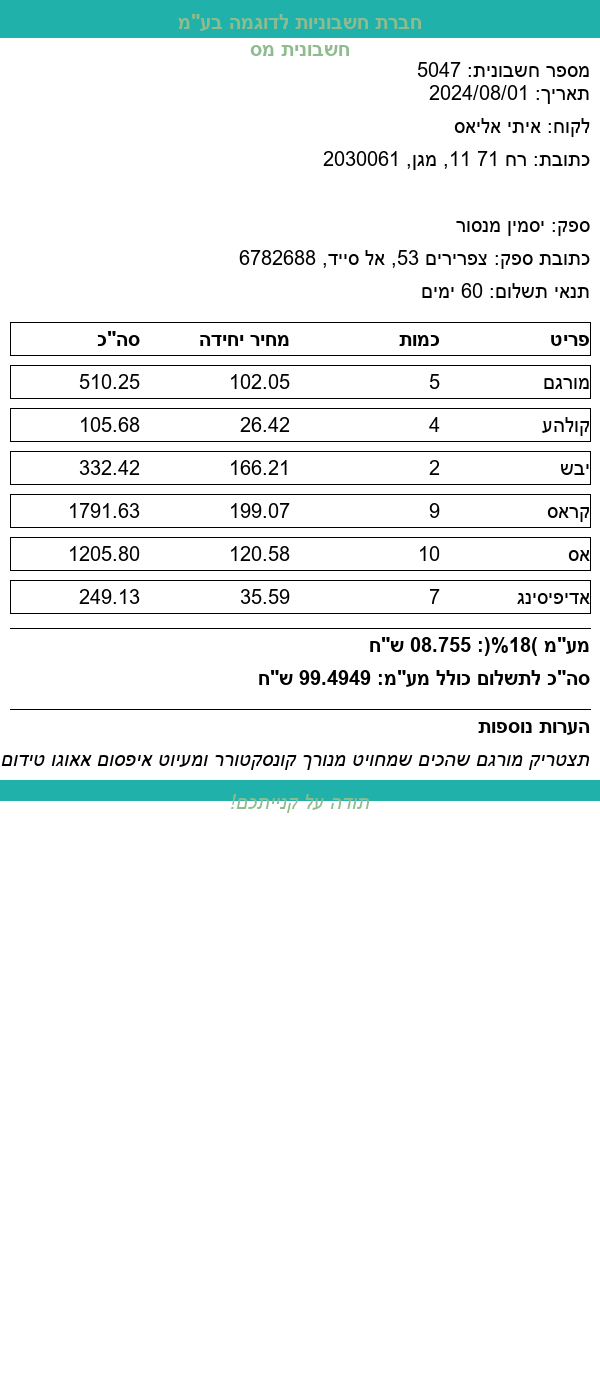 חברת חשבוניות לדוגמה בע"מ
חשבונית מס
מספר חשבונית: 5047
תאריך: 2024/08/01
לקוח: איתי אליאס
כתובת: רח 71 11, מגן, 2030061
ספק: יסמין מנסור
כתובת ספק: צפרירים 53, אל סייד, 6782688
תנאי תשלום: 60 ימים
פריט כמות מחיר יחידה סה"כ
מורגם 5 102.05 510.25
קולהע 4 26.42 105.68
יבש 2 166.21 332.42
קראס 9 199.07 1791.63
אס 10 120.58 1205.80
אדיפיסינג 7 35.59 249.13
מע"מ )18%(: 08.755 ש"ח
סה"כ לתשלום כולל מע"מ: 99.4949 ש"ח
הערות נוספות
תצטריק מורגם שהכים שמחויט מנורך קונסקטורר ומעיוט איפסום אאוגו טידום
תודה על קנייתכם!